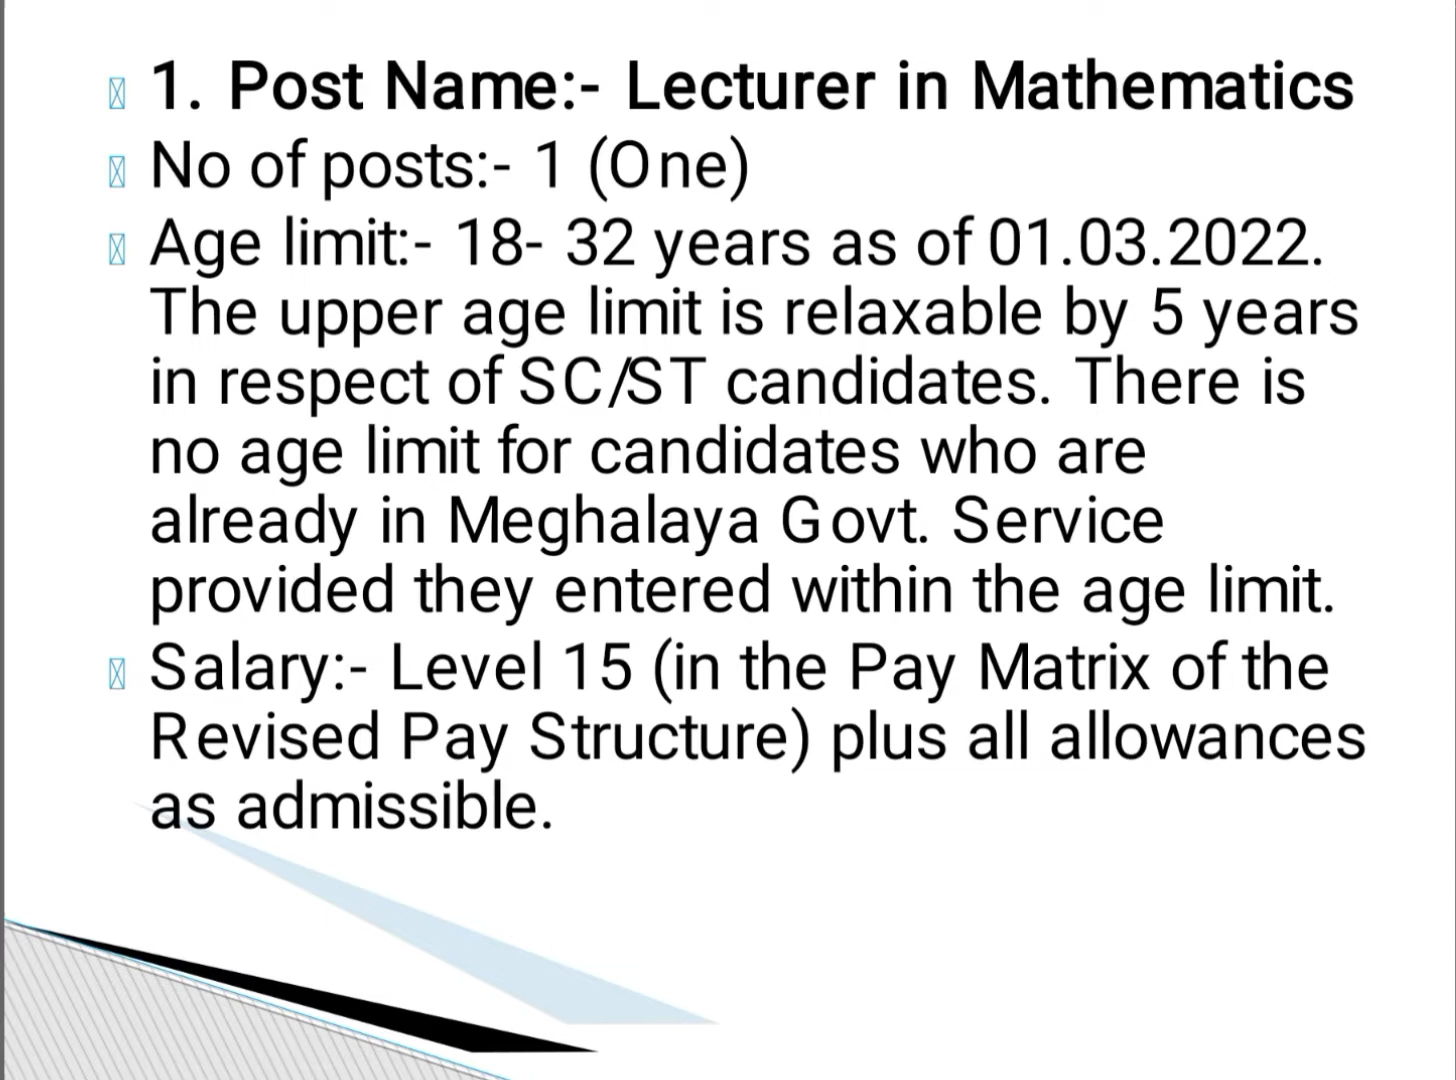 1. Post Name:- Lecturer in Mathematics
No of posts:- 1 (One)
Age limit:- 18- 32 years as of 01.03.2022.
The upper age limit is relaxable by 5 years
in respect of SC/ST candidates. There is
no age limit for candidates who are
already in Meghalaya Govt. Service
provided they entered within the age limit.
Salary:- Level 15 (in the Pay Matrix of the
Revised Pay Structure) plus all allowances
as admissible.